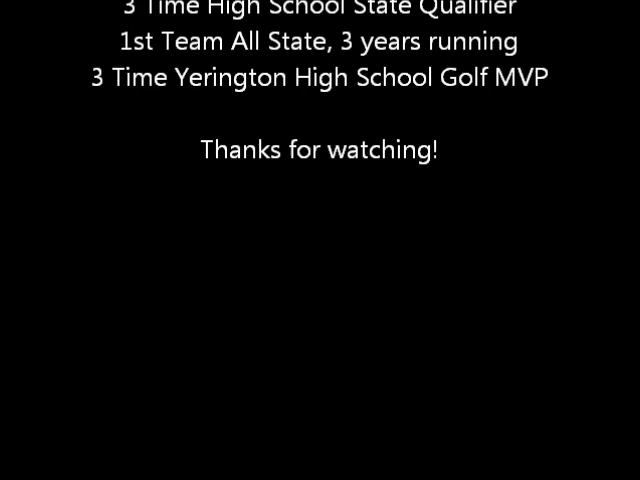 3 Time High School State Qualifier
1st Team All State, 3 years running
3 Time Yerington High School Golf MVP
Thanks for watching!